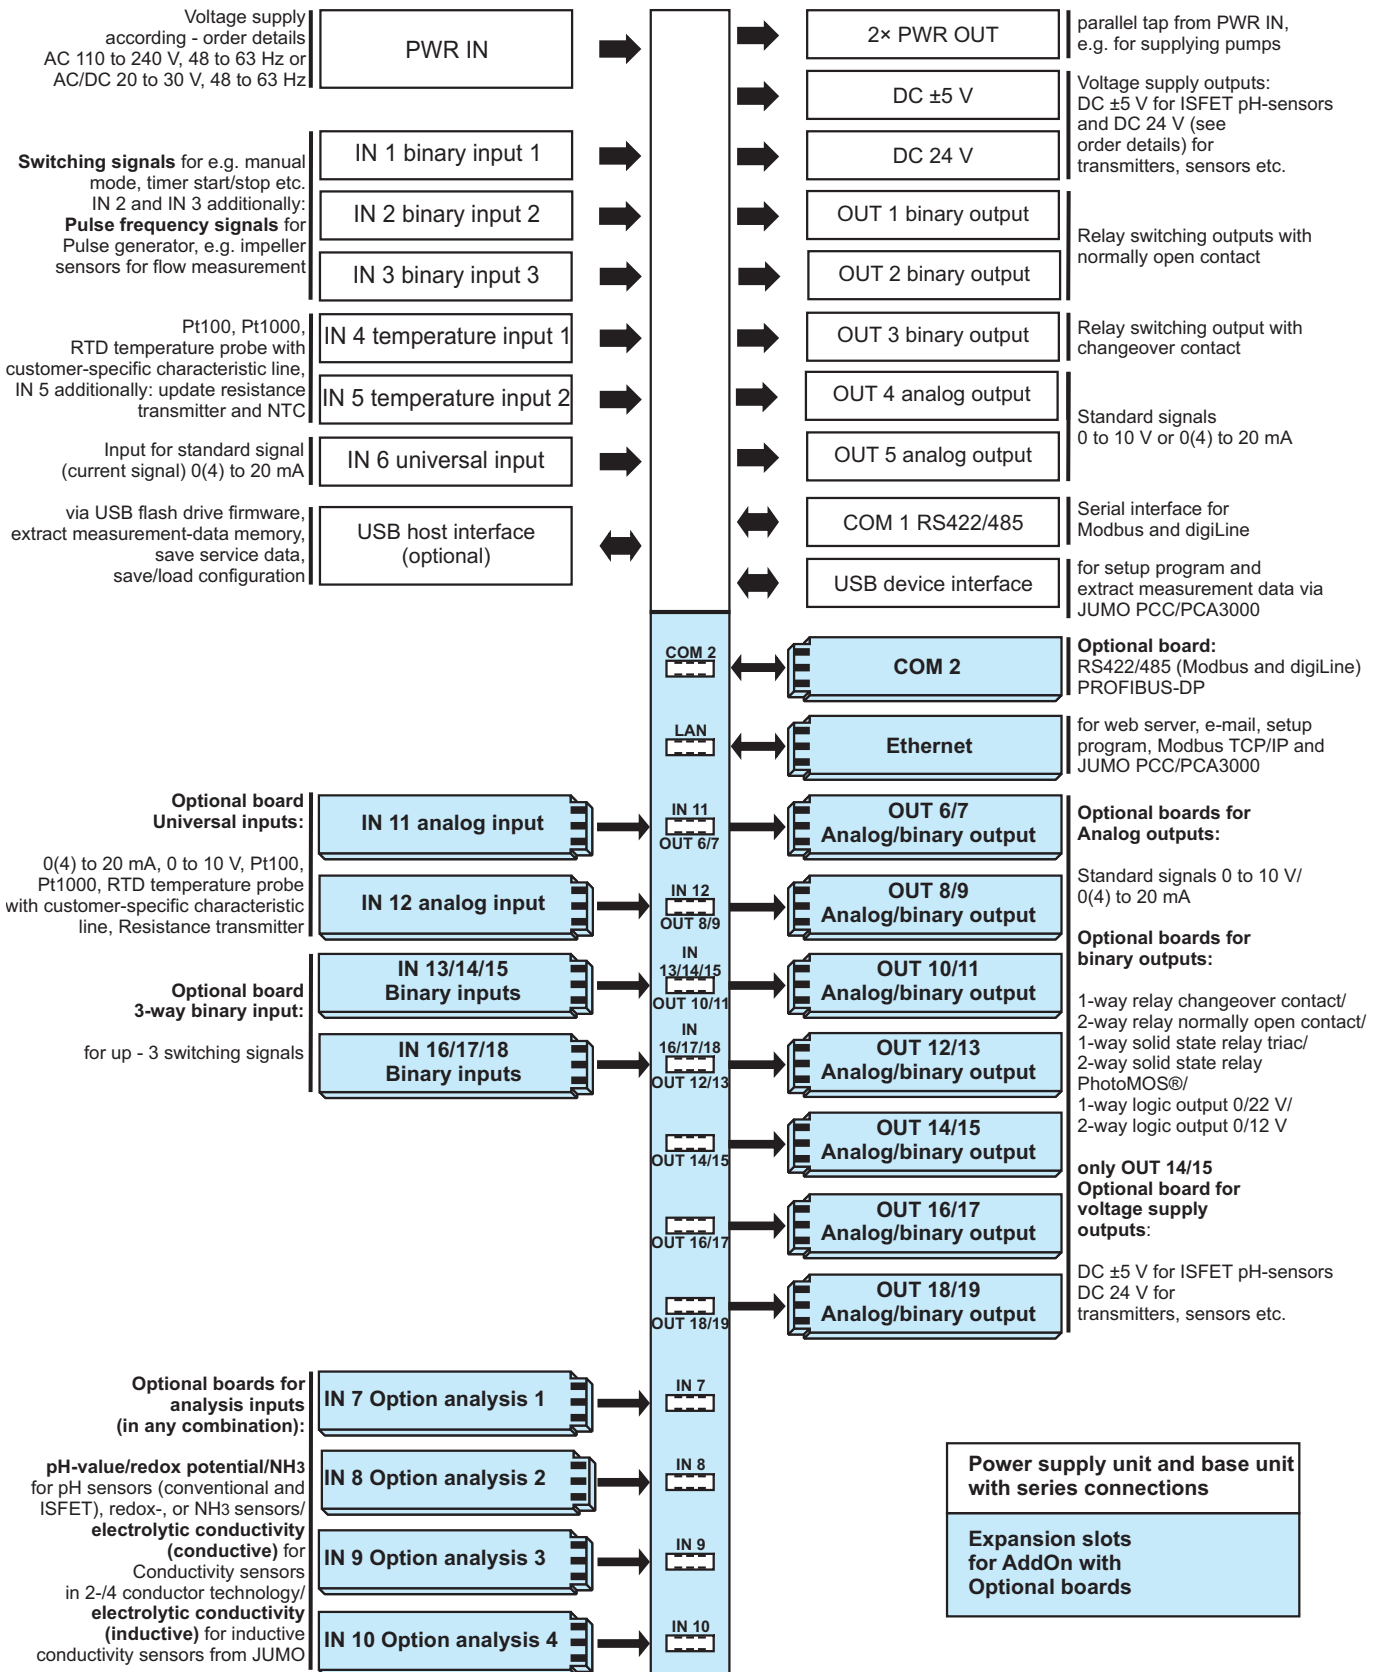 Voltage supply
according - order details
AC 110 to 240 V, 48 to 63 Hz or
AC/DC 20 to 30 V, 48 to 63 Hz
PWR IN
2× PWR OUT
parallel tap from PWR IN,
e.g. for supplying pumps
DC ±5 V
DC 24 V
Voltage supply outputs:
DC ±5 V for ISFET pH-sensors
and DC 24 V (see
order details) for
transmitters, sensors etc.
Switching signals for e.g. manual
mode, timer start/stop etc.
IN 2 and IN 3 additionally:
Pulse frequency signals for
Pulse generator, e.g. impeller
sensors for flow measurement
IN 1 binary input 1
IN 2 binary input 2
IN 3 binary input 3
OUT 1 binary output
OUT 2 binary output
Relay switching outputs with
normally open contact
Pt100, Pt1000,
RTD temperature probe with
customer-specific characteristic line,
IN 5 additionally: update resistance
transmitter and NTC
IN 4 temperature input 1
IN 5 temperature input 2
OUT 3 binary output
Relay switching output with
changeover contact
OUT 4 analog output
OUT 5 analog output
Standard signals
0 to 10 V or 0(4) to 20 mA
Input for standard signal
(current signal) 0(4) to 20 mA
IN 6 universal input
via USB flash drive firmware,
extract measurement-data memory,
save service data,
save/load configuration
USB host interface
(optional)
COM 1 RS422/485
Serial interface for
Modbus and digiLine
USB device interface
for setup program and
extract measurement data via
JUMO PCC/PCA3000
COM 2
COM 2
Optional board:
RS422/485 (Modbus and digiLine)
PROFIBUS-DP
LAN
Ethernet
for web server, e-mail, setup
program, Modbus TCP/IP and
JUMO PCC/PCA3000
Optional board
Universal inputs:
0(4) to 20 mA, 0 to 10 V, Pt100,
Pt1000, RTD temperature probe
with customer-specific characteristic
line, Resistance transmitter
IN 11 analog input
IN 12 analog input
IN 11
OUT 6/7
IN 12
OUT 8/9
OUT 6/7
Analog/binary output
OUT 8/9
Analog/binary output
Optional boards for
Analog outputs:
Standard signals 0 to 10 V/
0(4) to 20 mA
Optional board
3-way binary input:
for up - 3 switching signals
IN 13/14/15
Binary inputs
IN 16/17/18
Binary inputs
IN
13/14/15
OUT 10/11
IN
16/17/18
OUT 12/13
OUT 10/11
Analog/binary output
OUT 12/13
Analog/binary output
Optional boards for
binary outputs:
1-way relay changeover contact/
2-way relay normally open contact/
1-way solid state relay triac/
2-way solid state relay
PhotoMOS®/
1-way logic output 0/22 V/
2-way logic output 0/12 V
OUT 14/15
OUT 14/15
Analog/binary output
OUT 16/17
OUT 16/17
Analog/binary output
OUT 18/19
OUT 18/19
Analog/binary output
only OUT 14/15
Optional board for
voltage supply
outputs:
DC ±5 V for ISFET pH-sensors
DC 24 V for
transmitters, sensors etc.
Optional boards for
analysis inputs
(in any combination):
pH-value/redox potential/NH3
for pH sensors (conventional and
ISFET), redox-, or NH3 sensors/
electrolytic conductivity
(conductive) for
Conductivity sensors
in 2-/4 conductor technology/
electrolytic conductivity
(inductive) for inductive
conductivity sensors from JUMO
IN 7 Option analysis 1
IN 8 Option analysis 2
IN 9 Option analysis 3
IN 10 Option analysis 4
IN 7
IN 8
IN 9
IN 10
Power supply unit and base unit
with series connections
Expansion slots
for AddOn with
Optional boards